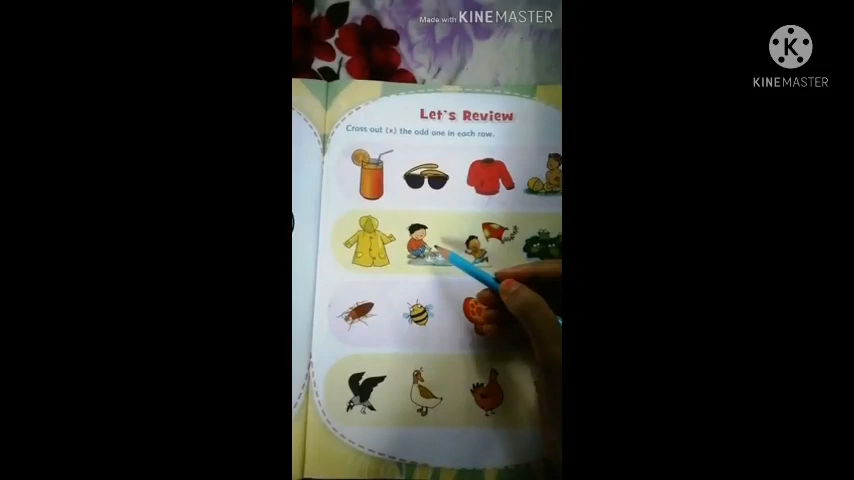 Made with KINEMASTER
KINEMASTER
Let's Review
Cross out (x) the odd one in each row.